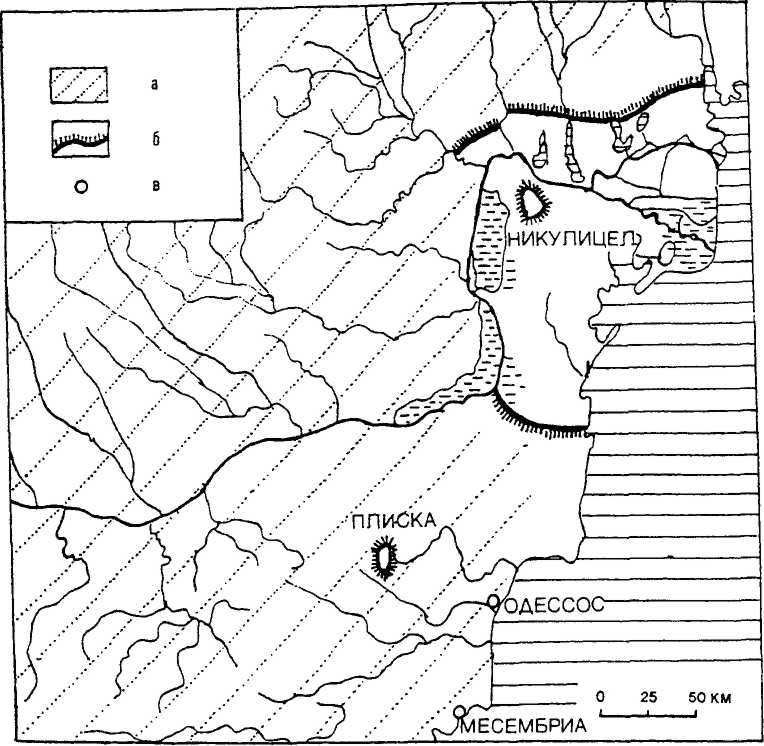 а
б
в
НИКУЛИЦЕЛ
ПЛИСКА
ОДЕССОС
0 25 50 КМ
МЕСЕМБРИА